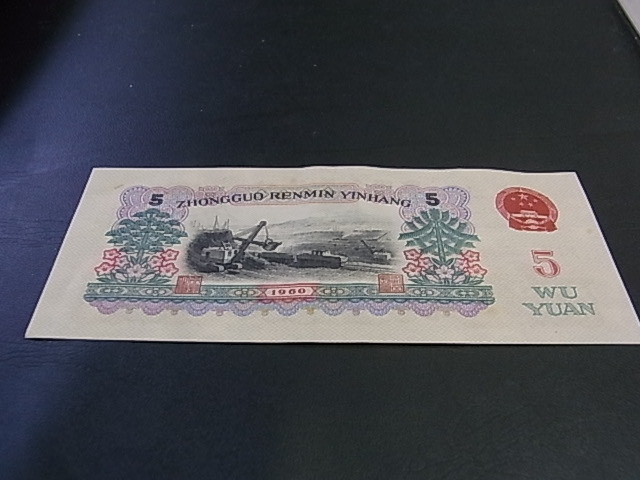 5 ZHONGGUO RENMIN YINHANG 5
5
WU
YUAN
1960